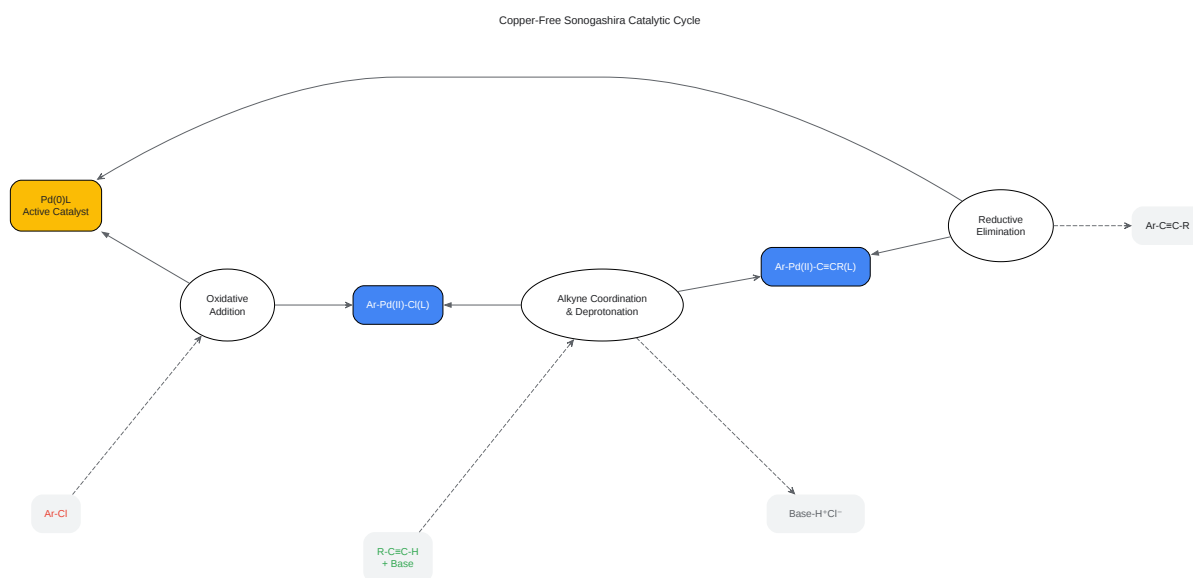 Copper-Free Sonogashira Catalytic Cycle
Pd(0)L
Active Catalyst
Reductive
Elimination
Ar-C≡C-R
Ar-Pd(II)-C≡CR(L)
Oxidative
Addition
Ar-Pd(II)-Cl(L)
Alkyne Coordination
& Deprotonation
Ar-Cl
Base-H⁺Cl⁻
R-C≡C-H
+ Base